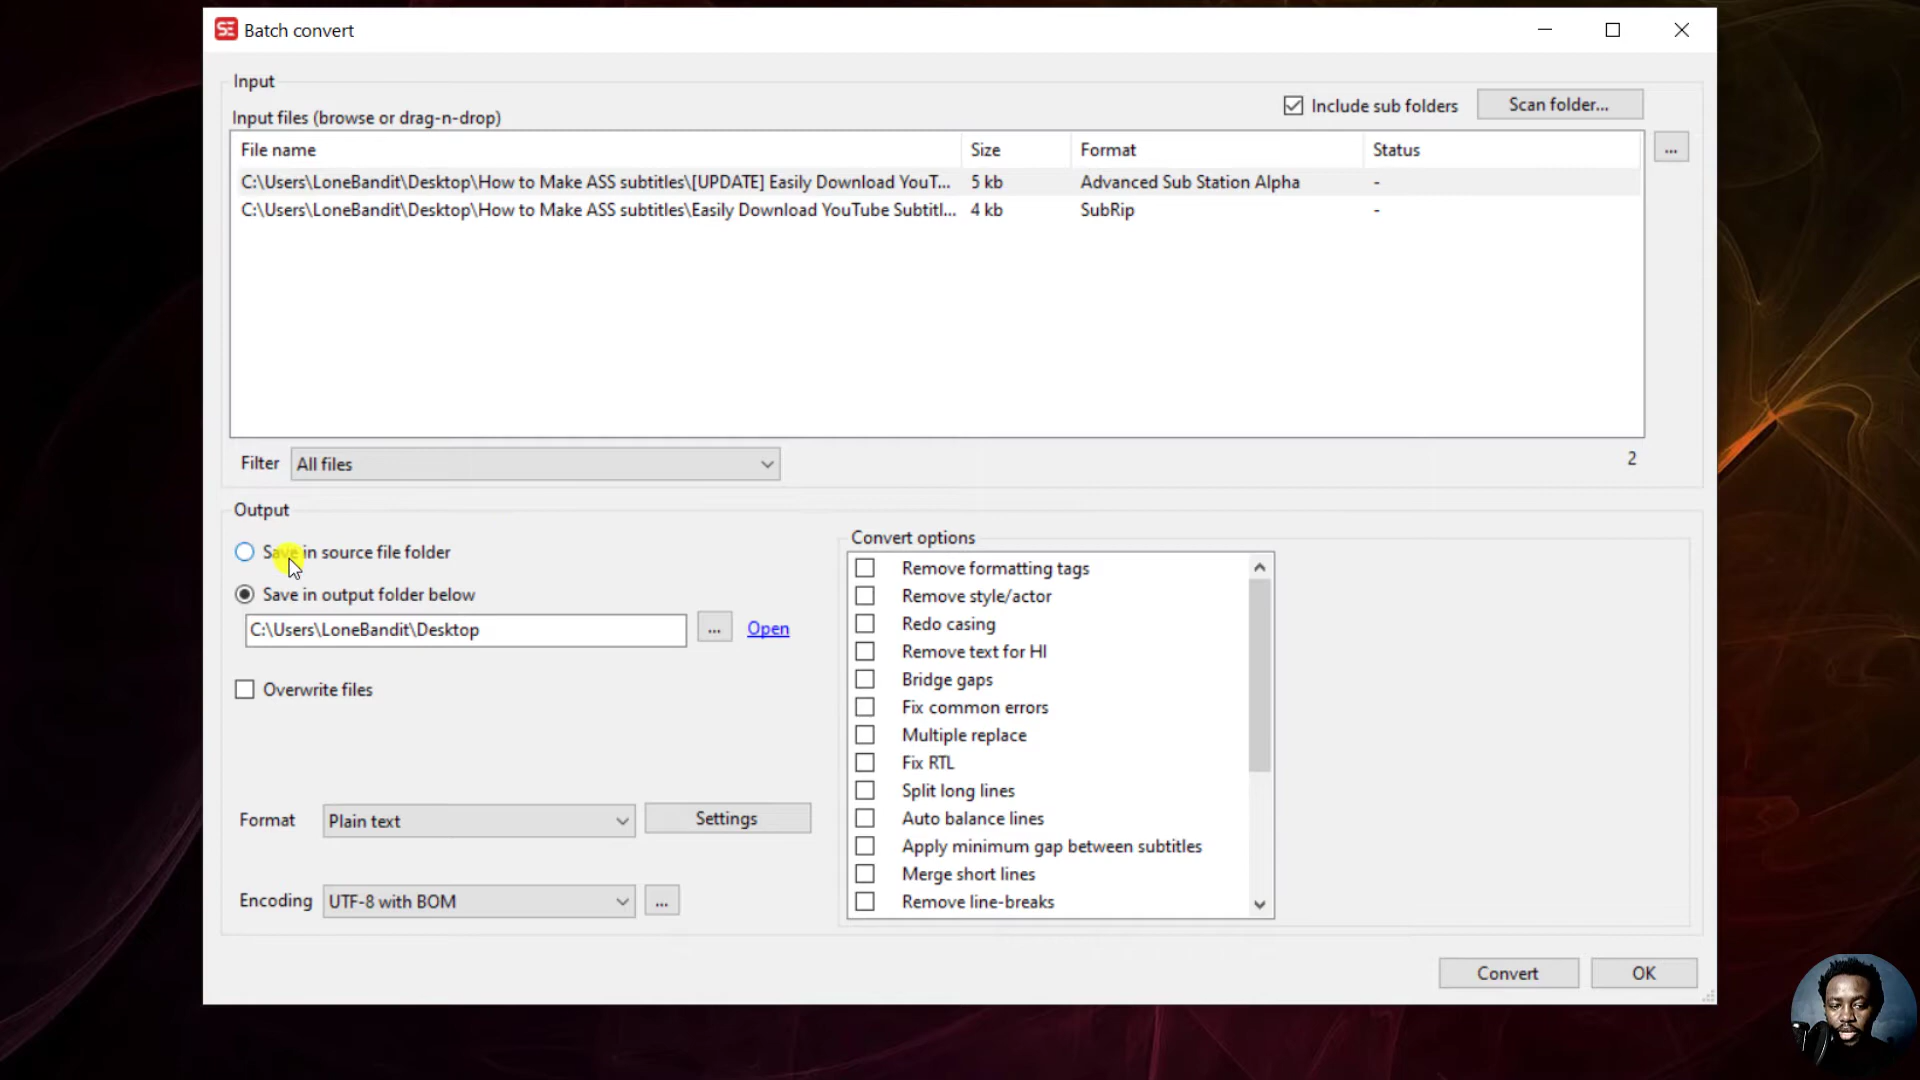 SE Batch convert
Input
Input files (browse or drag-n-drop)
Include sub folders
Scan folder...
File name Size Format Status
...
C:\Users\LoneBandit\Desktop\How to Make ASS subtitles\[UPDATE] Easily Download YouT... 5 kb Advanced Sub Station Alpha -
C:\Users\LoneBandit\Desktop\How to Make ASS subtitles\Easily Download YouTube Subtitl... 4 kb SubRip -
Filter All files
2
Output
Save in source file folder
Save in output folder below
C:\Users\LoneBandit\Desktop ... Open
Overwrite files
Format Plain text Settings
Encoding UTF-8 with BOM ...
Convert options
Remove formatting tags
Remove style/actor
Redo casing
Remove text for HI
Bridge gaps
Fix common errors
Multiple replace
Fix RTL
Split long lines
Auto balance lines
Apply minimum gap between subtitles
Merge short lines
Remove line-breaks
Convert OK